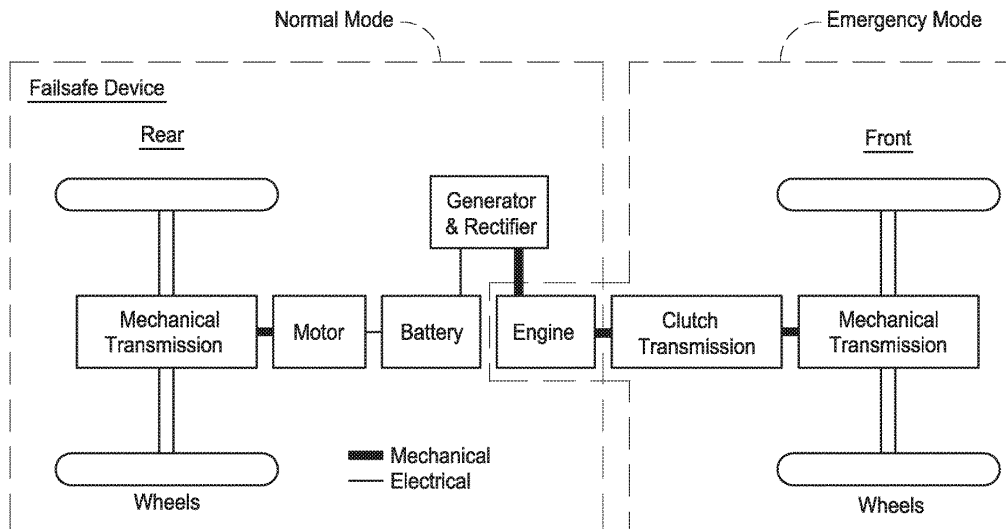 Normal Mode
Emergency Mode
Failsafe Device
Rear
Front
Generator
& Rectifier
Mechanical
Transmission
Motor
Battery
Engine
Clutch
Transmission
Mechanical
Transmission
Mechanical
Electrical
Wheels
Wheels